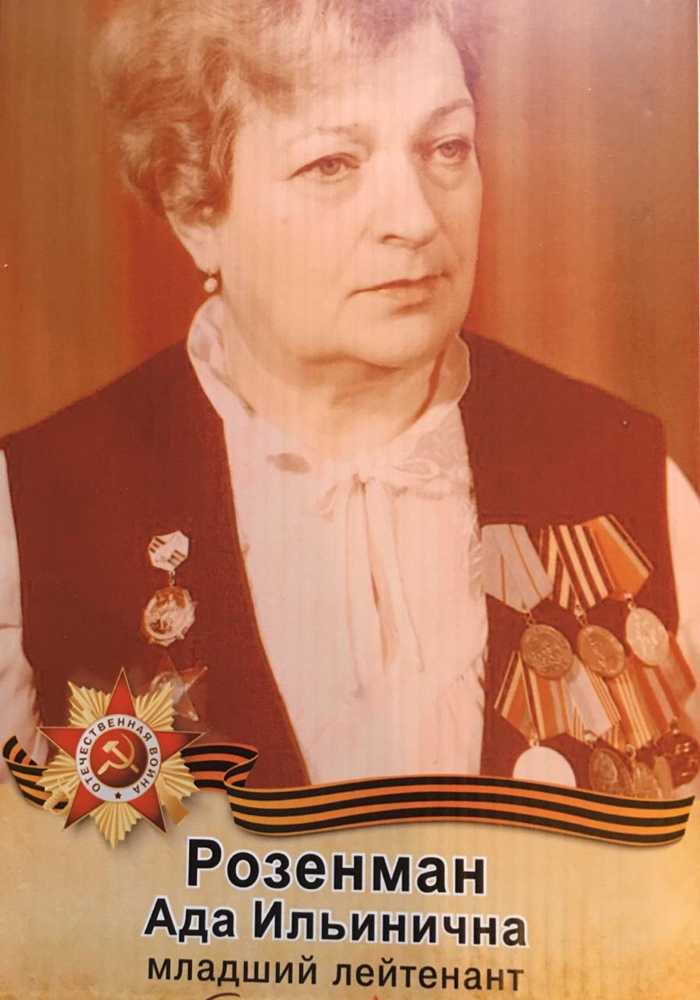 ОТЕЧЕСТВЕННАЯ ВОЙНА
Розенман
Ада Ильинична
младший лейтенант